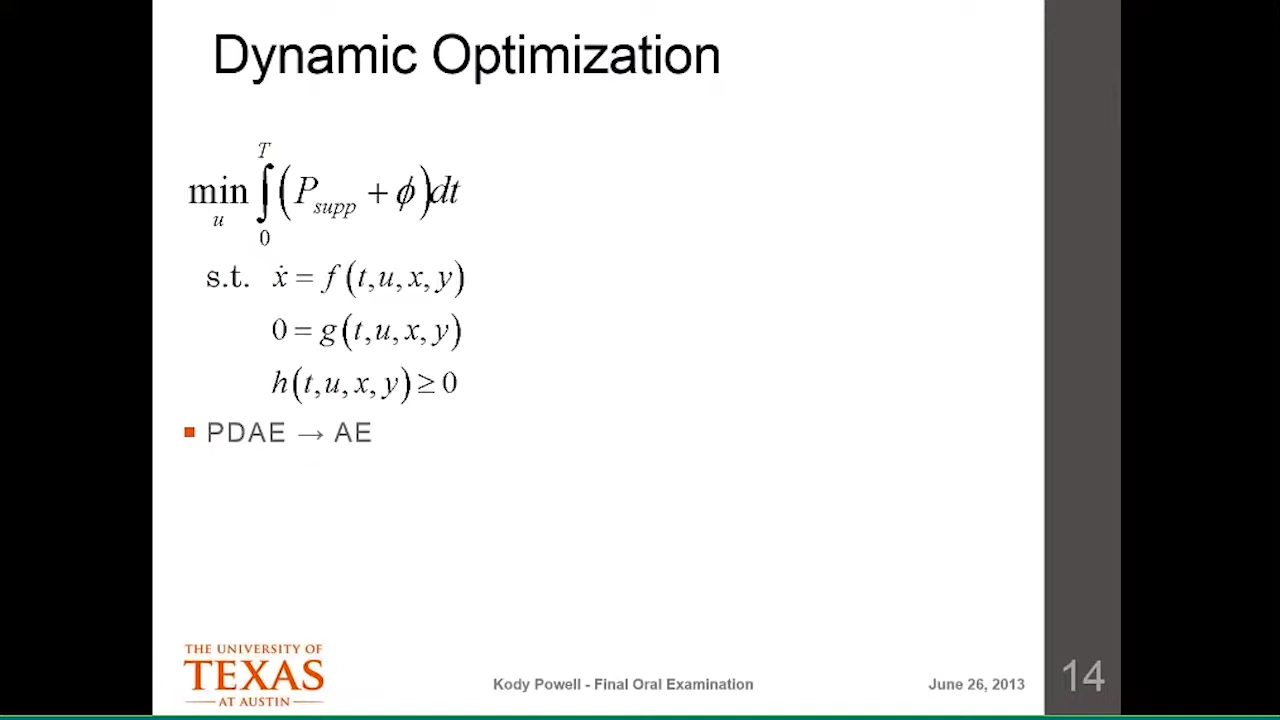 Dynamic Optimization
min_u ∫_0^T (P_supp + ϕ) dt
s.t. ẋ = f(t,u,x,y)
0 = g(t,u,x,y)
h(t,u,x,y) ≥ 0
▪ PDAE → AE
THE UNIVERSITY OF
TEXAS
AT AUSTIN
Kody Powell - Final Oral Examination
June 26, 2013
14